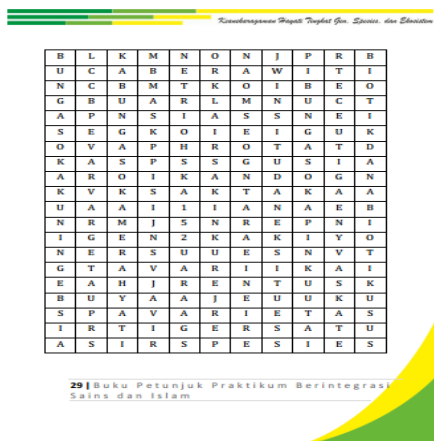 Keanekaragaman Hayati Tingkat Gen, Spesies, dan Ekosistem
B L K M N O N J P R B
U C A B E R A W I T I
N C B M T K O I B E O
G B U A R L M N U C T
A P N S I A S S N E I
S E G K O I E I G U K
O V A P H R O T A T D
K A S P S S G U S I A
A R O I K A N D O G N
K V K S A K T A K A A
U A A I 1 I A N A E B
N R M J 5 N R E P N I
I G E N 2 K A K I Y O
N E R S U U E S N V T
G T A V A R I I K A I
E A H J R E N T U S K
B U Y A A J E U U K U
S P A V A R I E T A S
I R T I G E R S A T U
A S I R S P E S I E S
29 | Buku Petunjuk Praktikum Berintegrasi
Sains dan Islam